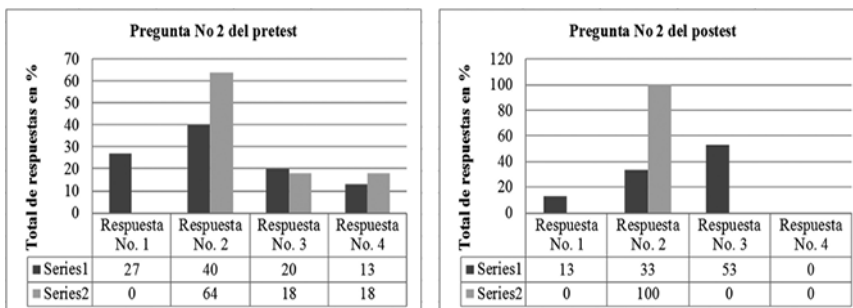 Pregunta No 2 del pretest
Total de respuestas en %
70
60
50
40
30
20
10
0
Respuesta No. 1
Respuesta No. 2
Respuesta No. 3
Respuesta No. 4
Series1 27 40 20 13
Series2 0 64 18 18
Pregunta No 2 del postest
Total de respuestas en %
120
100
80
60
40
20
0
Respuesta No. 1
Respuesta No. 2
Respuesta No. 3
Respuesta No. 4
Series1 13 33 53 0
Series2 0 100 0 0